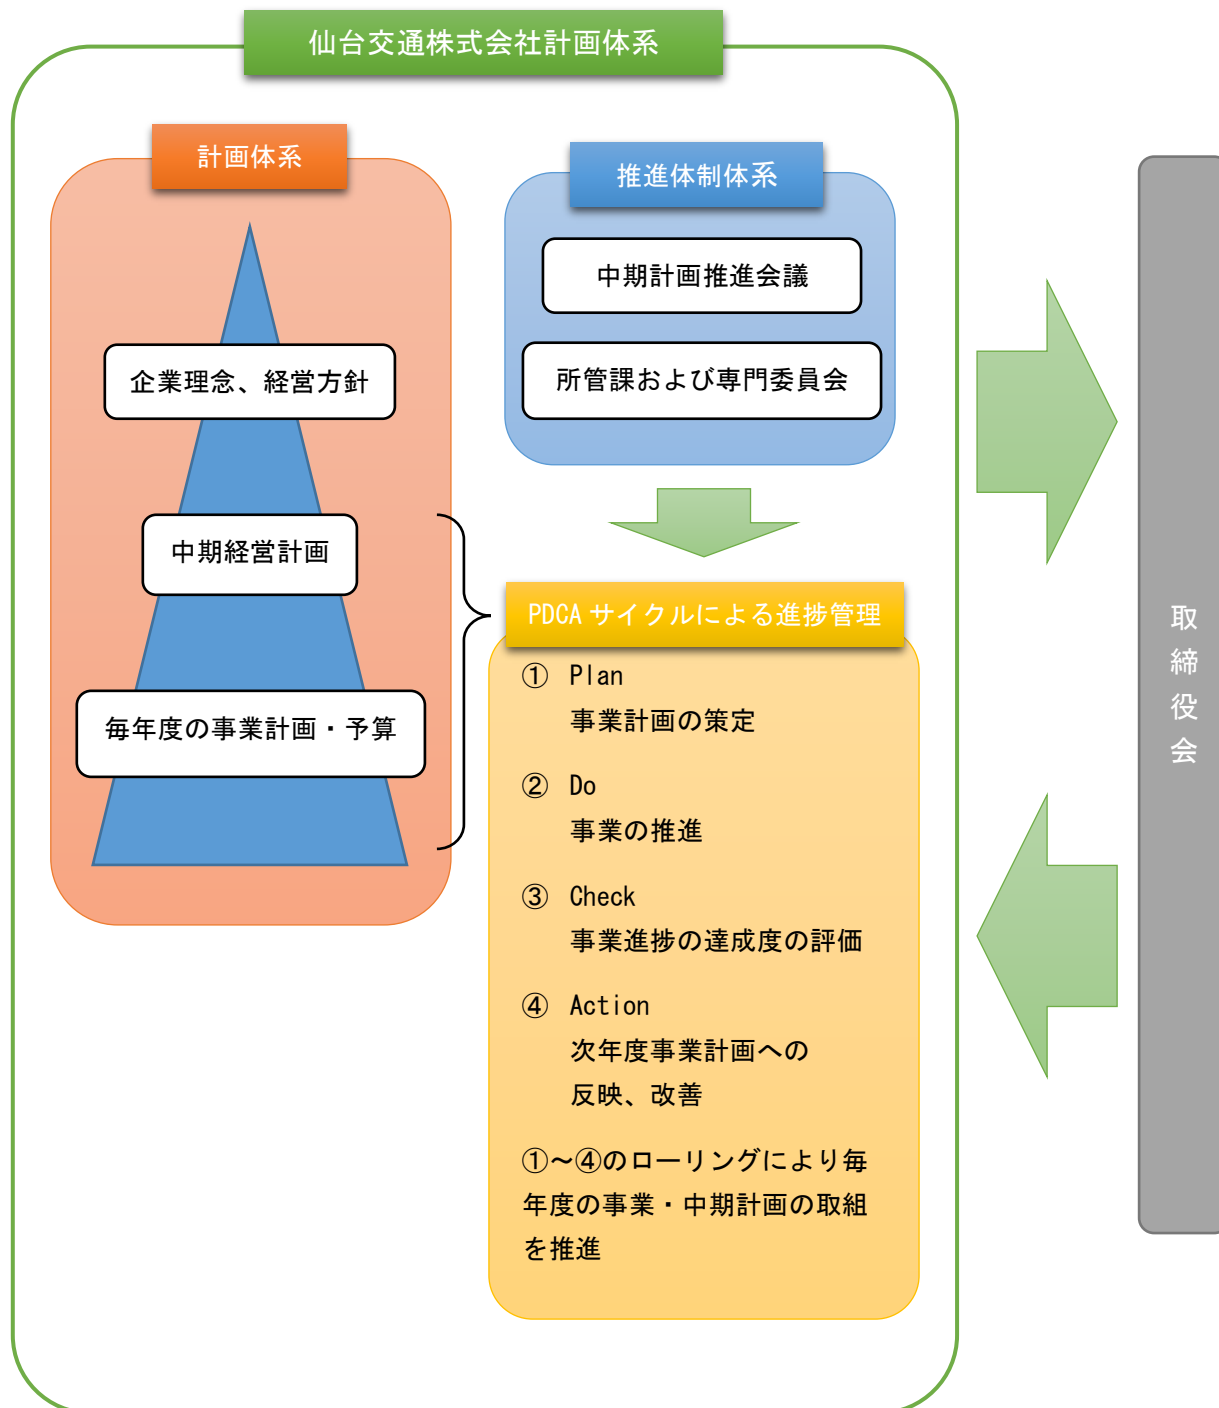 仙台交通株式会社計画体系
計画体系
企業理念、経営方針
中期経営計画
毎年度の事業計画・予算
推進体制体系
中期計画推進会議
所管課および専門委員会
PDCA サイクルによる進捗管理
① Plan
事業計画の策定
② Do
事業の推進
③ Check
事業進捗の達成度の評価
④ Action
次年度事業計画への
反映、改善
①～④のローリングにより毎
年度の事業・中期計画の取組
を推進
取締役会